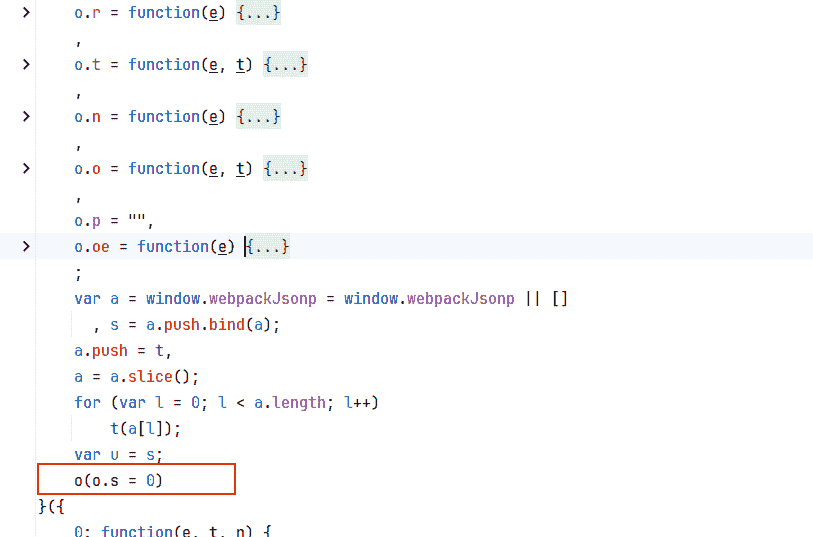 o.r = function(e) {...}
,
o.t = function(e, t) {...}
,
o.n = function(e) {...}
,
o.o = function(e, t) {...}
,
o.p = "",
o.oe = function(e) {...}
;
var a = window.webpackJsonp = window.webpackJsonp || []
, s = a.push.bind(a);
a.push = t,
a = a.slice();
for (var l = 0; l < a.length; l++)
t(a[l]);
var u = s;
o(o.s = 0)
}({
0: function(e, t, n) {